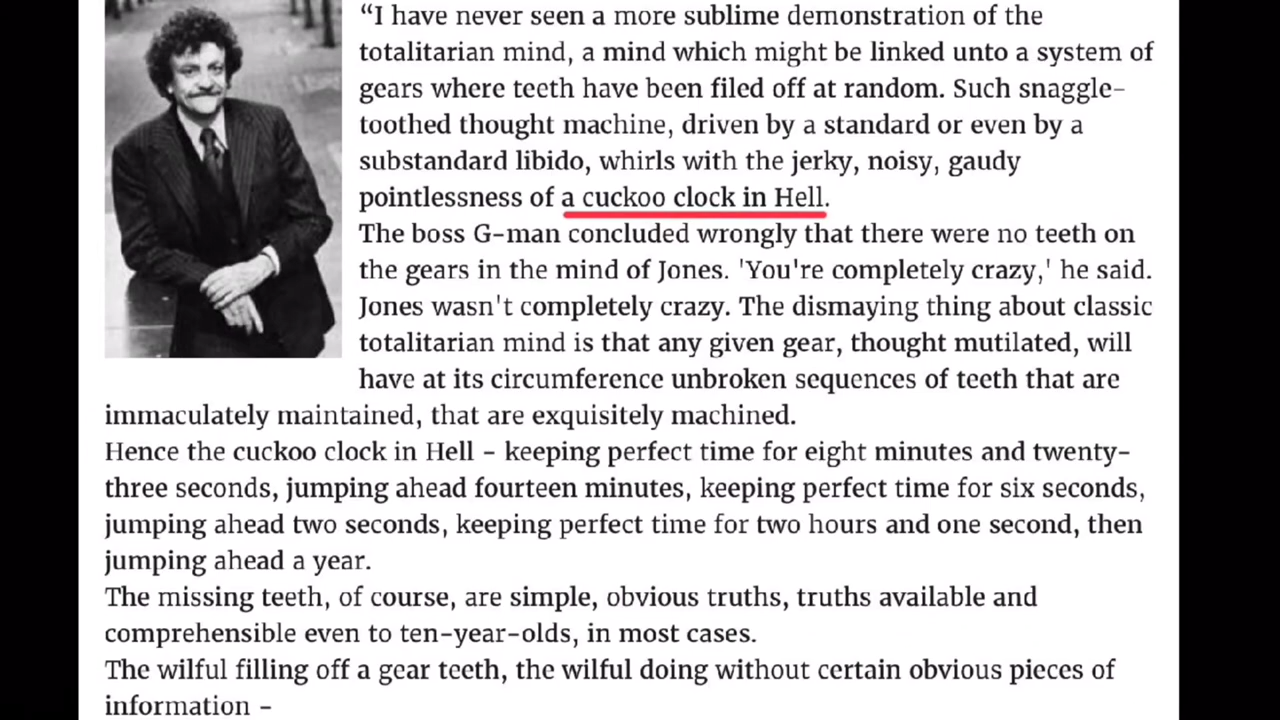 “I have never seen a more sublime demonstration of the
totalitarian mind, a mind which might be linked unto a system of
gears where teeth have been filed off at random. Such snaggle-
toothed thought machine, driven by a standard or even by a
substandard libido, whirls with the jerky, noisy, gaudy
pointlessness of a cuckoo clock in Hell.
The boss G-man concluded wrongly that there were no teeth on
the gears in the mind of Jones. 'You're completely crazy,' he said.
Jones wasn't completely crazy. The dismaying thing about classic
totalitarian mind is that any given gear, thought mutilated, will
have at its circumference unbroken sequences of teeth that are
immaculately maintained, that are exquisitely machined.
Hence the cuckoo clock in Hell - keeping perfect time for eight minutes and twenty-
three seconds, jumping ahead fourteen minutes, keeping perfect time for six seconds,
jumping ahead two seconds, keeping perfect time for two hours and one second, then
jumping ahead a year.
The missing teeth, of course, are simple, obvious truths, truths available and
comprehensible even to ten-year-olds, in most cases.
The wilful filling off a gear teeth, the wilful doing without certain obvious pieces of
information -